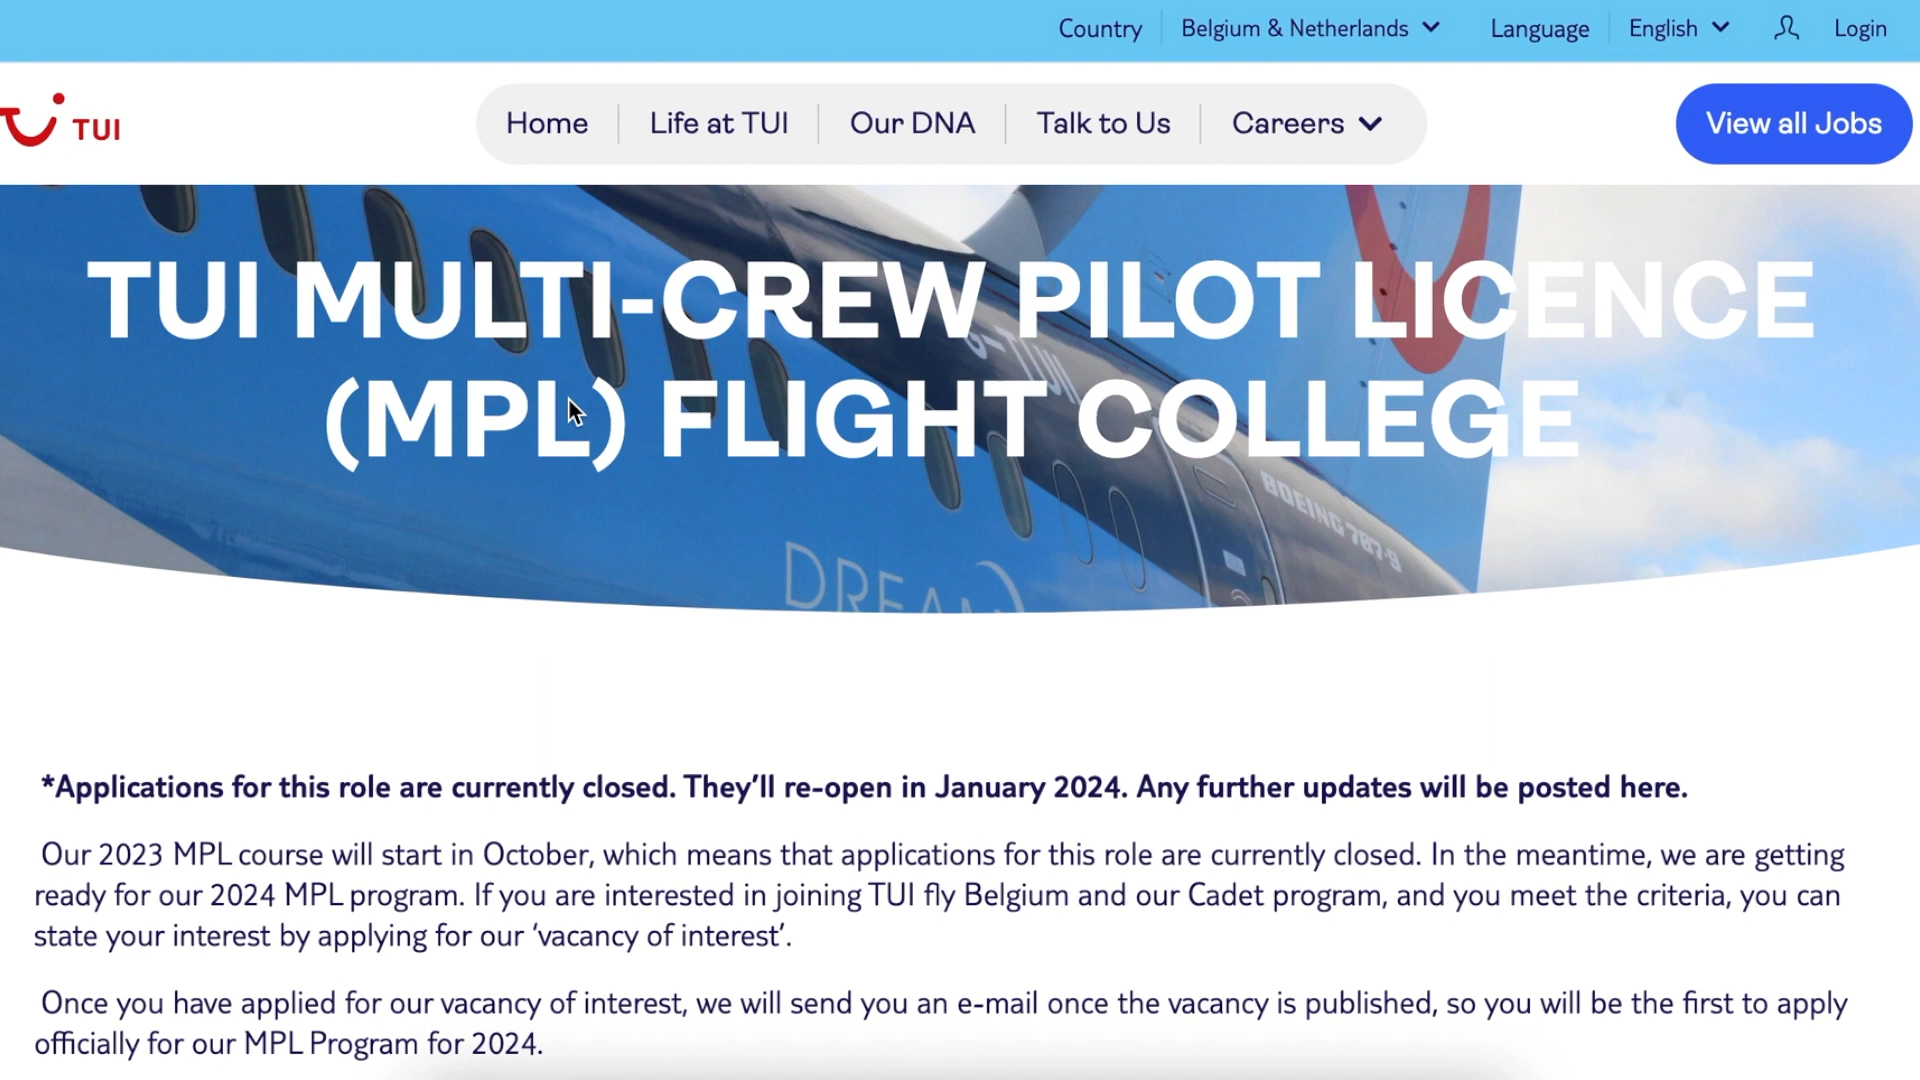 Country Belgium & Netherlands Language English Login
TUI Home Life at TUI Our DNA Talk to Us Careers View all Jobs
TUI MULTI-CREW PILOT LICENCE
(MPL) FLIGHT COLLEGE
G-TUI
BOEING 787-9
DREAM
*Applications for this role are currently closed. They’ll re-open in January 2024. Any further updates will be posted here.
Our 2023 MPL course will start in October, which means that applications for this role are currently closed. In the meantime, we are getting
ready for our 2024 MPL program. If you are interested in joining TUI fly Belgium and our Cadet program, and you meet the criteria, you can
state your interest by applying for our ‘vacancy of interest’.
Once you have applied for our vacancy of interest, we will send you an e-mail once the vacancy is published, so you will be the first to apply
officially for our MPL Program for 2024.